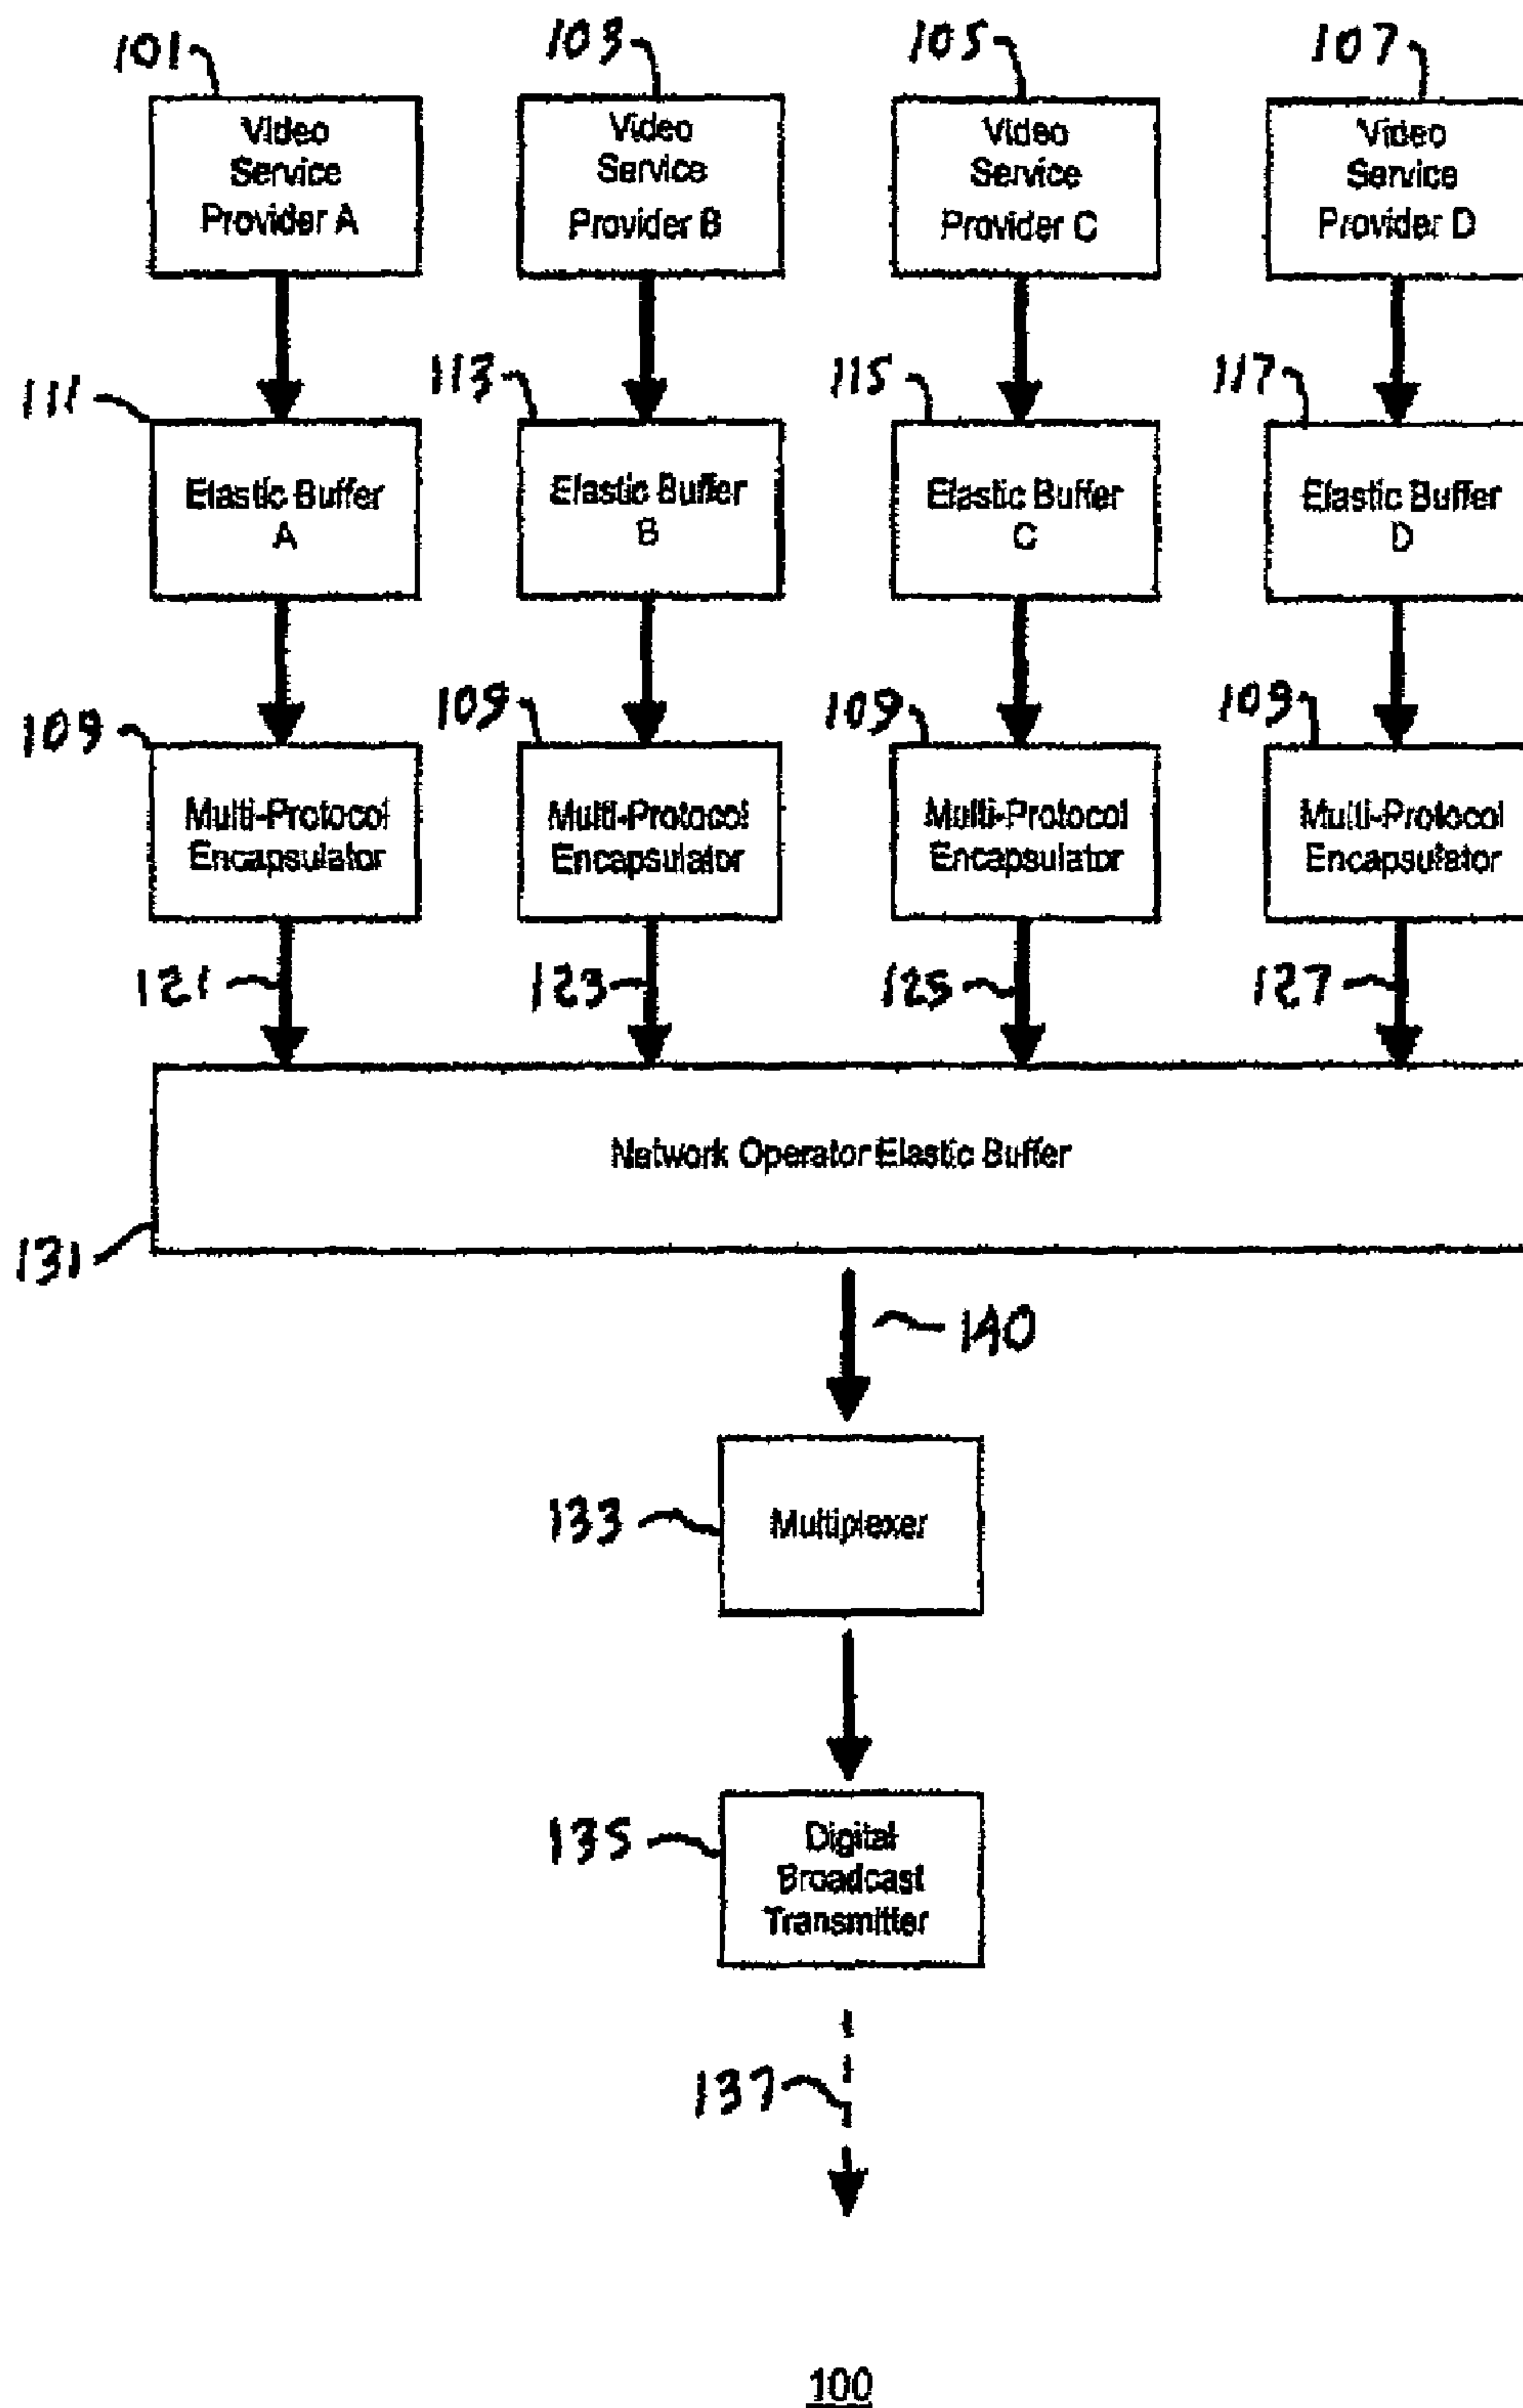 101
103
105
107
Video
Service
Provider A
Video
Service
Provider B
Video
Service
Provider C
Video
Service
Provider D
111
113
115
117
Elastic Buffer
A
Elastic Buffer
B
Elastic Buffer
C
Elastic Buffer
D
109
109
109
109
Multi-Protocol
Encapsulator
Multi-Protocol
Encapsulator
Multi-Protocol
Encapsulator
Multi-Protocol
Encapsulator
121
123
125
127
Network Operator Elastic Buffer
131
140
133
Multiplexer
135
Digital
Broadcast
Transmitter
137
100